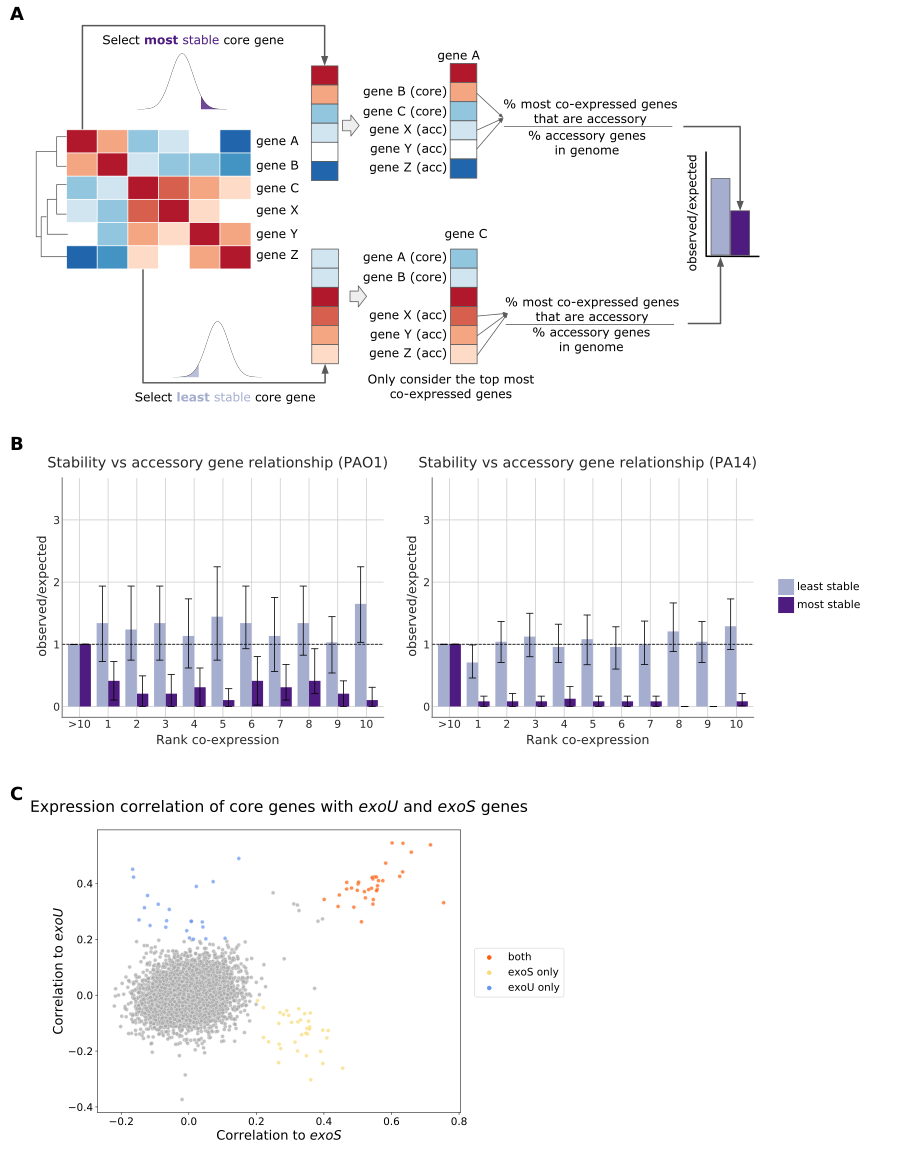 A
Select most stable core gene
gene A
gene B
gene C
gene X
gene Y
gene Z
gene A
gene B (core)
gene C (core)
gene X (acc)
gene Y (acc)
gene Z (acc)
% most co-expressed genes
that are accessory
% accessory genes
in genome
observed/expected
gene C
gene A (core)
gene B (core)
gene X (acc)
gene Y (acc)
gene Z (acc)
% most co-expressed genes
that are accessory
% accessory genes
in genome
Only consider the top most
co-expressed genes
Select least stable core gene
B
Stability vs accessory gene relationship (PAO1)
observed/expected
3
2
1
0
>10 1 2 3 4 5 6 7 8 9 10
Rank co-expression
Stability vs accessory gene relationship (PA14)
observed/expected
3
2
1
0
>10 1 2 3 4 5 6 7 8 9 10
Rank co-expression
least stable
most stable
C
Expression correlation of core genes with exoU and exoS genes
Correlation to exoU
0.4
0.2
0.0
−0.2
−0.4
−0.2 0.0 0.2 0.4 0.6 0.8
Correlation to exoS
both
exoS only
exoU only